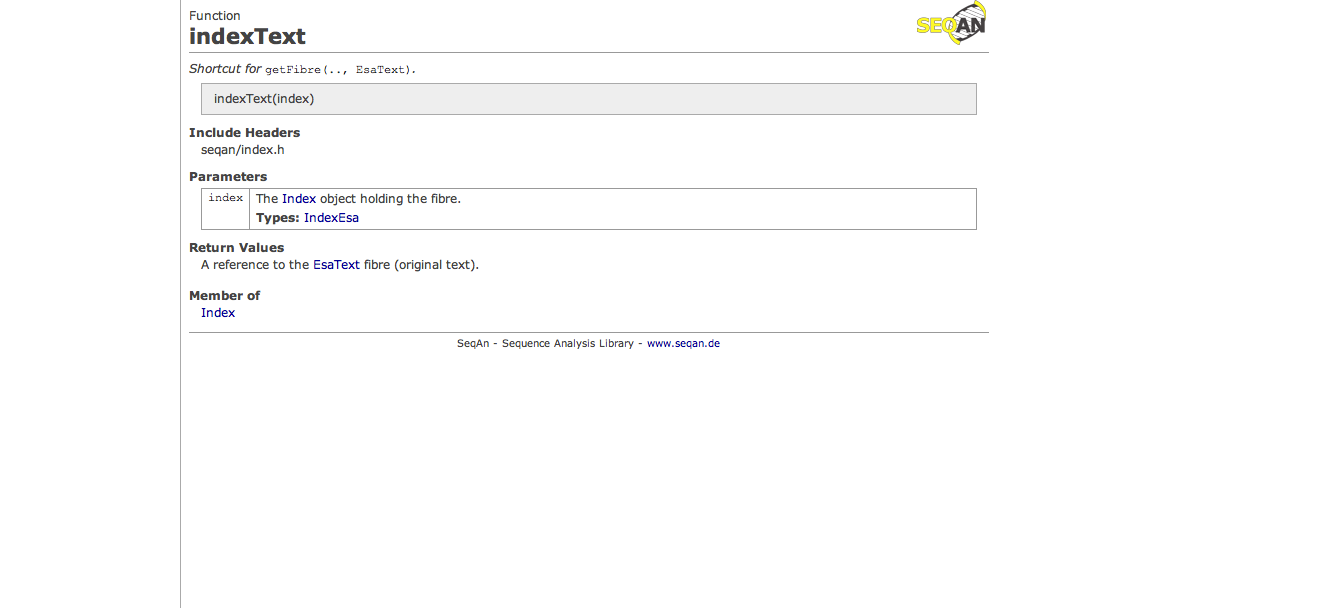 Function
SEQAN
indexText
Shortcut for getFibre(.., EsaText).
indexText(index)
Include Headers
seqan/index.h
Parameters
index The Index object holding the fibre.
Types: IndexEsa
Return Values
A reference to the EsaText fibre (original text).
Member of
Index
SeqAn - Sequence Analysis Library - www.seqan.de